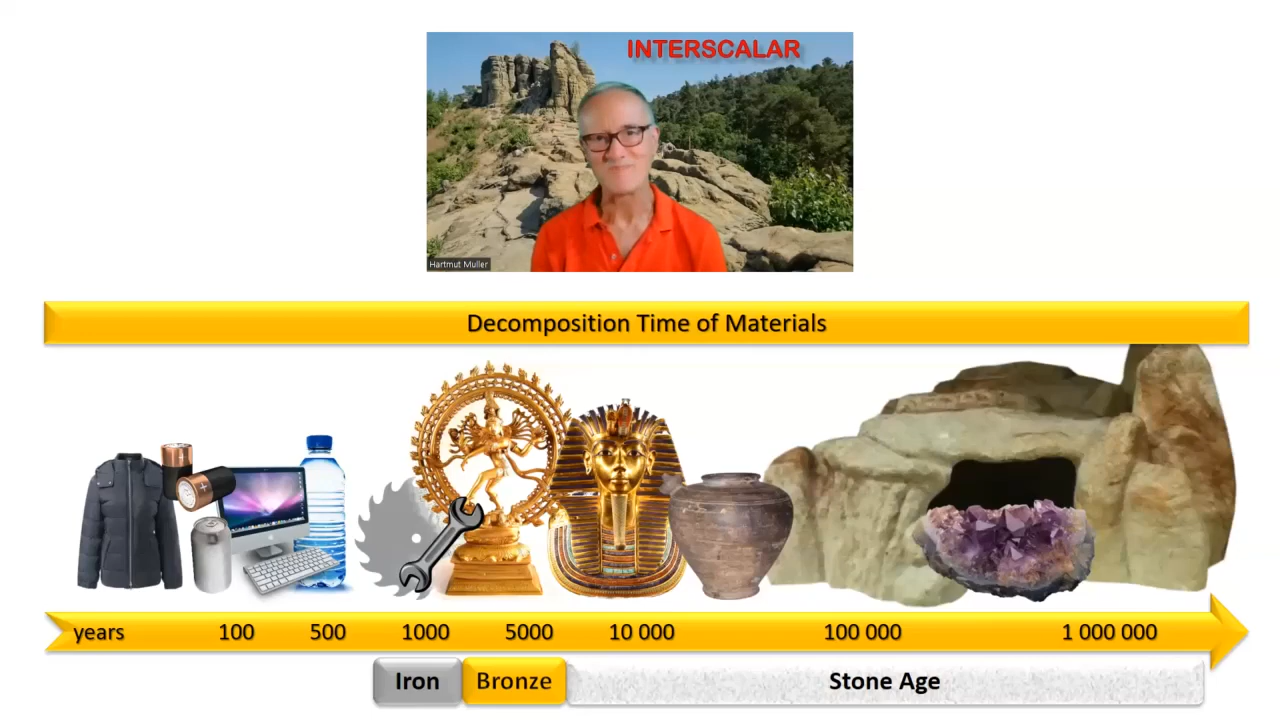 INTERSCALAR
Hartmut Müller
Decomposition Time of Materials
years 100 500 1000 5000 10 000 100 000 1 000 000
Iron Bronze Stone Age